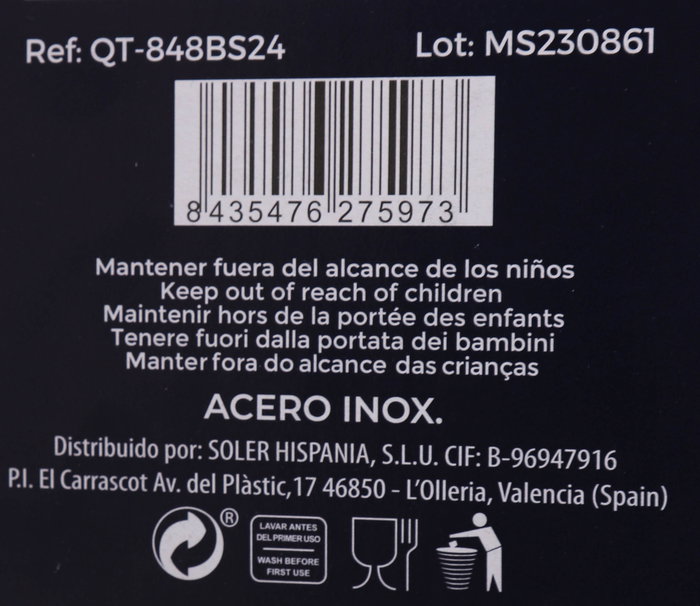 Ref: QT-848BS24
Lot: MS230861
8 435476 275973
Mantener fuera del alcance de los niños
Keep out of reach of children
Maintenir hors de la portée des enfants
Tenere fuori dalla portata dei bambini
Manter fora do alcance das crianças
ACERO INOX.
Distribuido por: SOLER HISPANIA, S.L.U. CIF: B-96947916
P.I. El Carrascot Av. del Plàstic,17 46850 - L'Olleria, Valencia (Spain)
®
LAVAR ANTES
DEL PRIMER USO
WASH BEFORE
FIRST USE